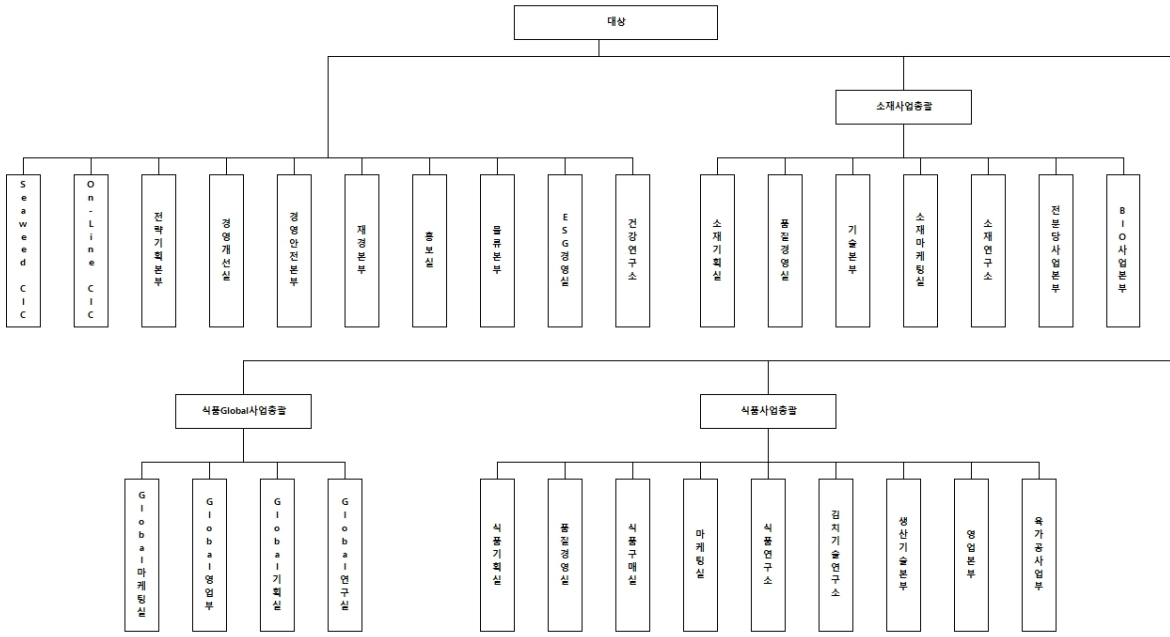 대상
소재사업총괄
Seaweed CIC
On-Line CIC
전략기획본부
경영개선실
경영안전본부
재경본부
홍보실
물류본부
ESG경영실
건강연구소
소재기획실
품질경영실
기술본부
소재마케팅실
소재연구소
전분당사업본부
BIO사업본부
식품Global사업총괄
식품사업총괄
Global마케팅실
Global영업부
Global기획실
Global연구실
식품기획실
품질경영실
식품구매실
마케팅실
식품연구소
김치기술연구소
생산기술본부
영업본부
육가공사업부